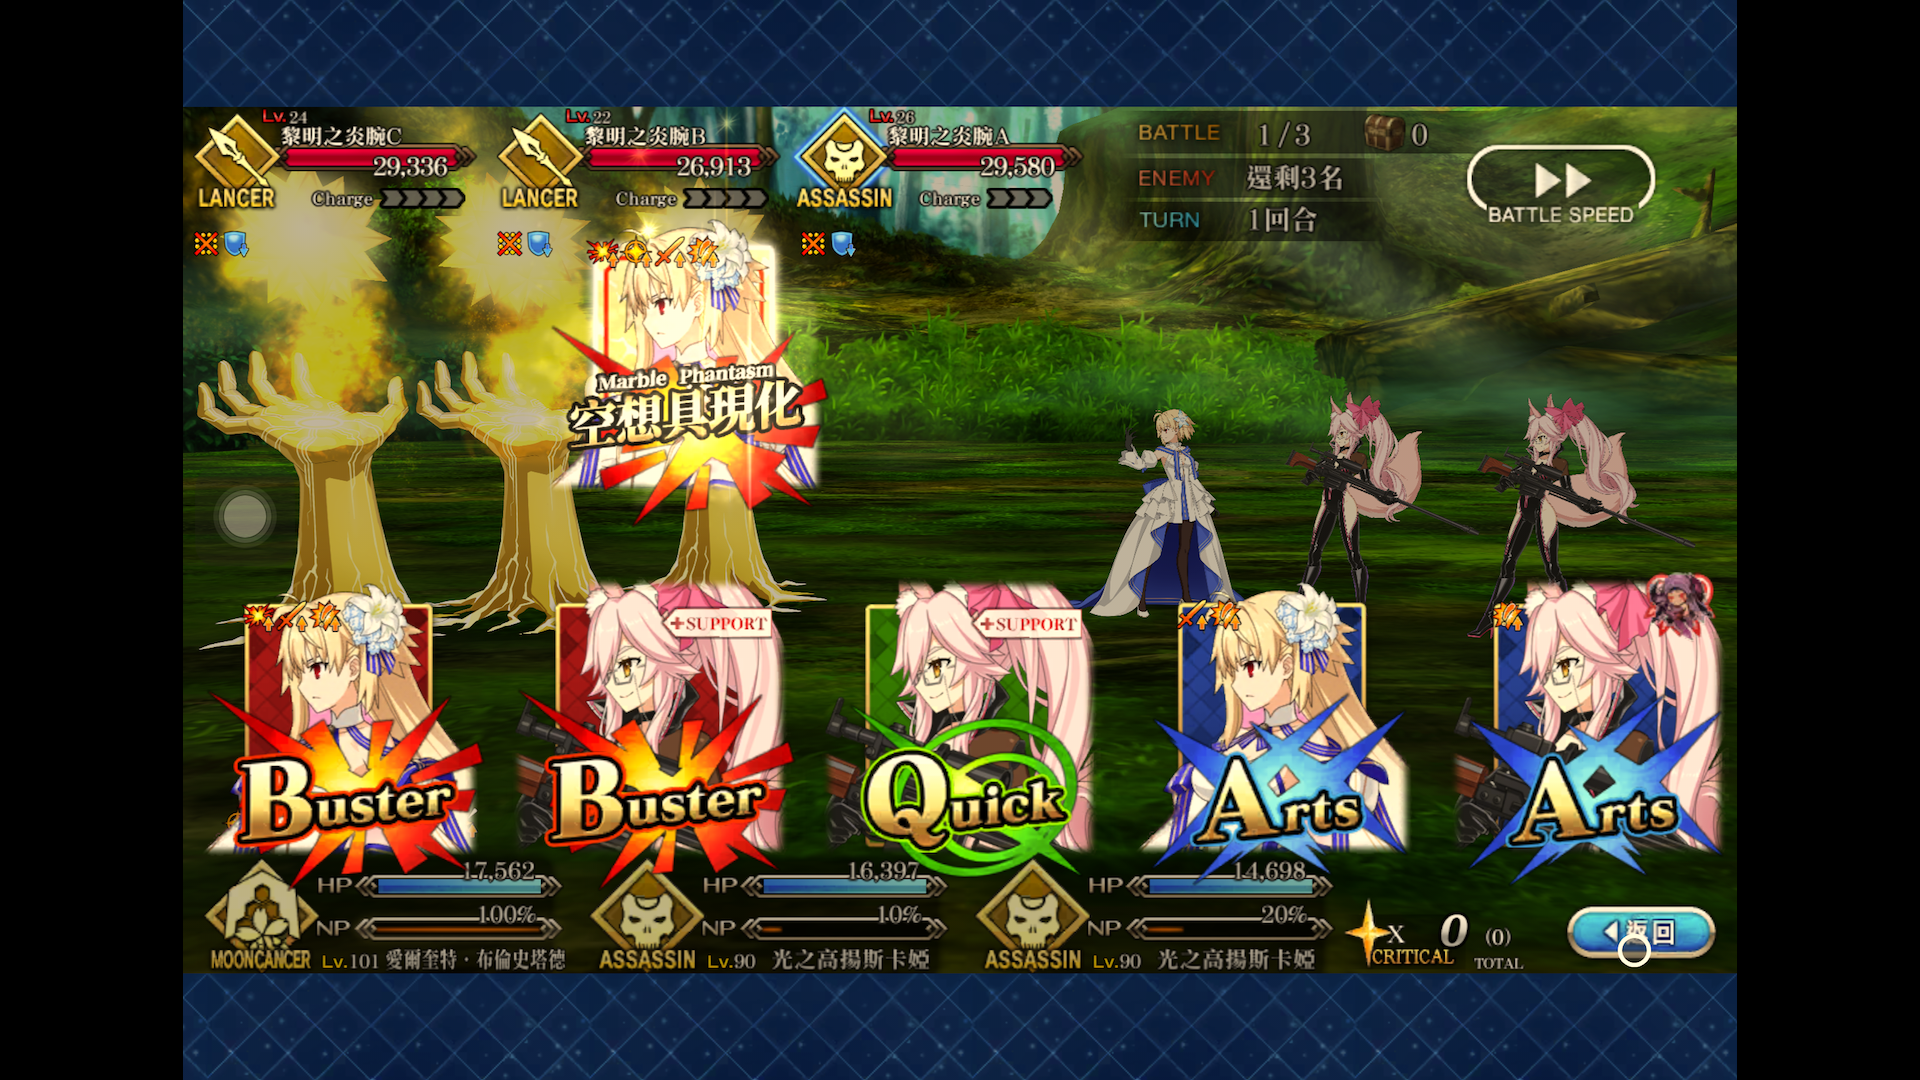 Lv.24
黎明之炎腕C
29,336
LANCER
Charge
Lv.22
黎明之炎腕B
26,913
LANCER
Charge
Lv.26
黎明之炎腕A
29,580
ASSASSIN
Charge
BATTLE 1/3 0
ENEMY 還剩3名
TURN 1回合
BATTLE SPEED
Marble Phantasm
空想具現化
+SUPPORT
+SUPPORT
Buster
Buster
Quick
Arts
Arts
HP 17,562
NP 100%
MOONCANCER Lv.101 愛爾奎特·布倫史塔德
HP 16,397
NP 10%
ASSASSIN Lv.90 光之高揚斯卡婭
HP 14,698
NP 20%
ASSASSIN Lv.90 光之高揚斯卡婭
X 0 (0)
CRITICAL TOTAL
返回